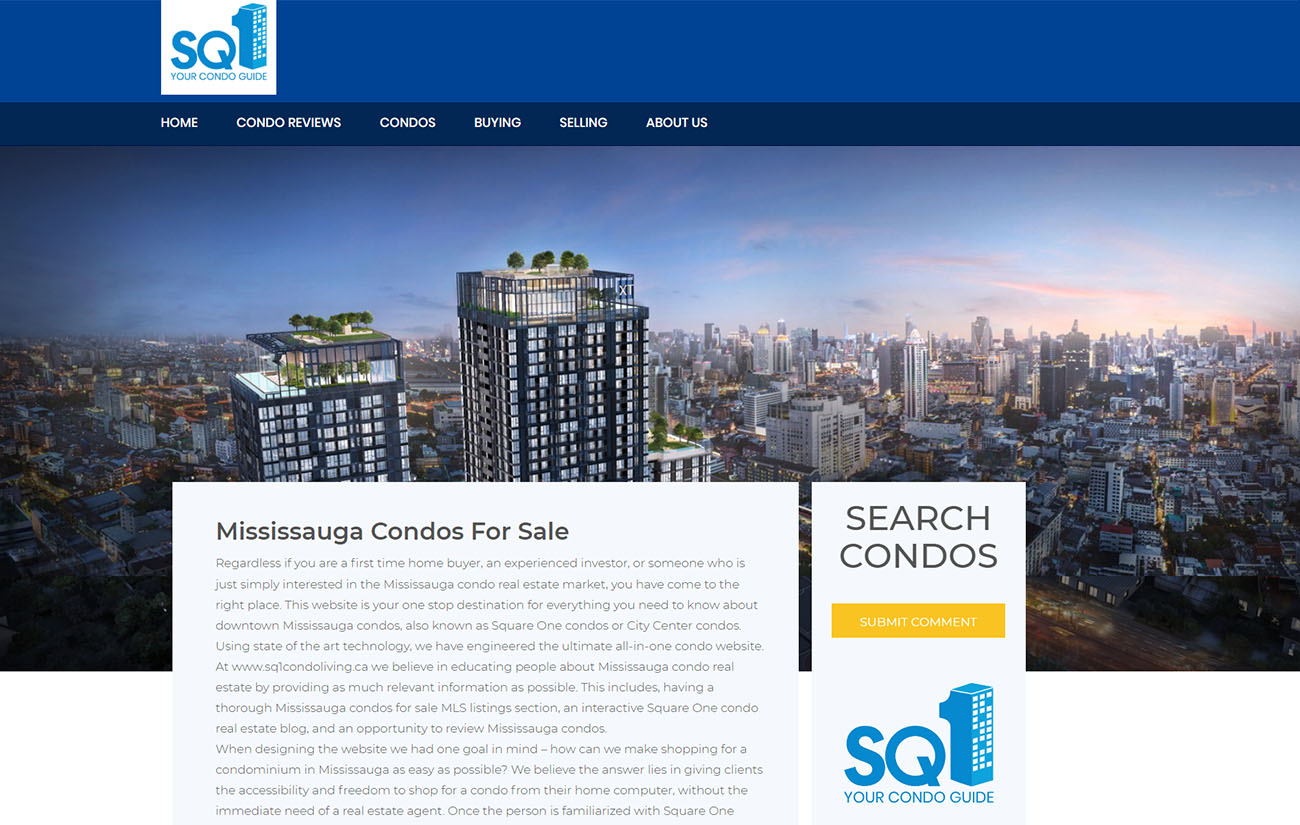 SQ1
YOUR CONDO GUIDE
HOME CONDO REVIEWS CONDOS BUYING SELLING ABOUT US
XT
Mississauga Condos For Sale
Regardless if you are a first time home buyer, an experienced investor, or someone who is
just simply interested in the Mississauga condo real estate market, you have come to the
right place. This website is your one stop destination for everything you need to know about
downtown Mississauga condos, also known as Square One condos or City Center condos.
Using state of the art technology, we have engineered the ultimate all-in-one condo website.
At www.sq1condoliving.ca we believe in educating people about Mississauga condo real
estate by providing as much relevant information as possible. This includes, having a
thorough Mississauga condos for sale MLS listings section, an interactive Square One condo
real estate blog, and an opportunity to review Mississauga condos.
When designing the website we had one goal in mind – how can we make shopping for a
condominium in Mississauga as easy as possible? We believe the answer lies in giving clients
the accessibility and freedom to shop for a condo from their home computer, without the
immediate need of a real estate agent. Once the person is familiarized with Square One
SEARCH
CONDOS
SUBMIT COMMENT
SQ1
YOUR CONDO GUIDE